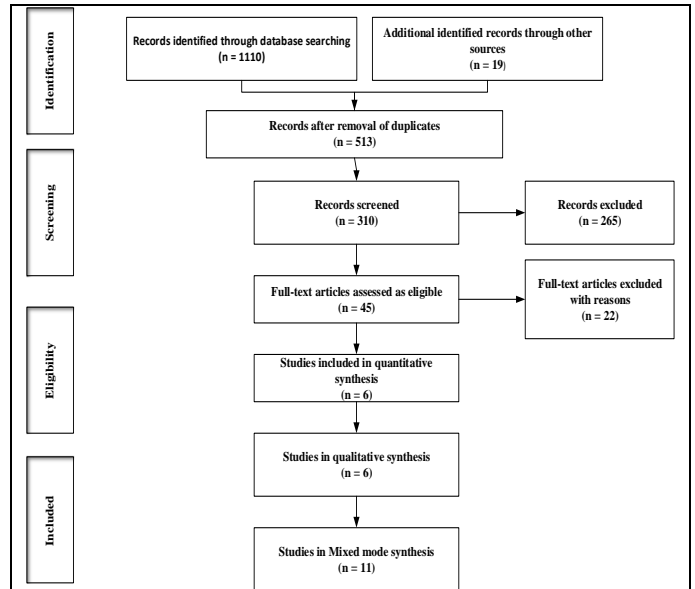 Identification
Records identified through database searching
(n = 1110)
Additional identified records through other
sources
(n = 19)
Records after removal of duplicates
(n = 513)
Screening
Records screened
(n = 310)
Records excluded
(n = 265)
Full-text articles assessed as eligible
(n = 45)
Full-text articles excluded
with reasons
(n = 22)
Eligibility
Studies included in quantitative
synthesis
(n = 6)
Studies in qualitative synthesis
(n = 6)
Included
Studies in Mixed mode synthesis
(n = 11)